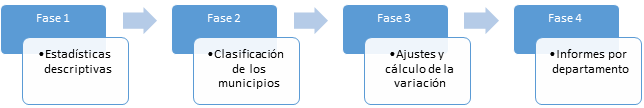 Fase 1
•Estadísticas
descriptivas
Fase 2
•Clasificación
de los
municipios
Fase 3
•Ajustes y
cálculo de la
variación
Fase 4
•Informes por
departamento